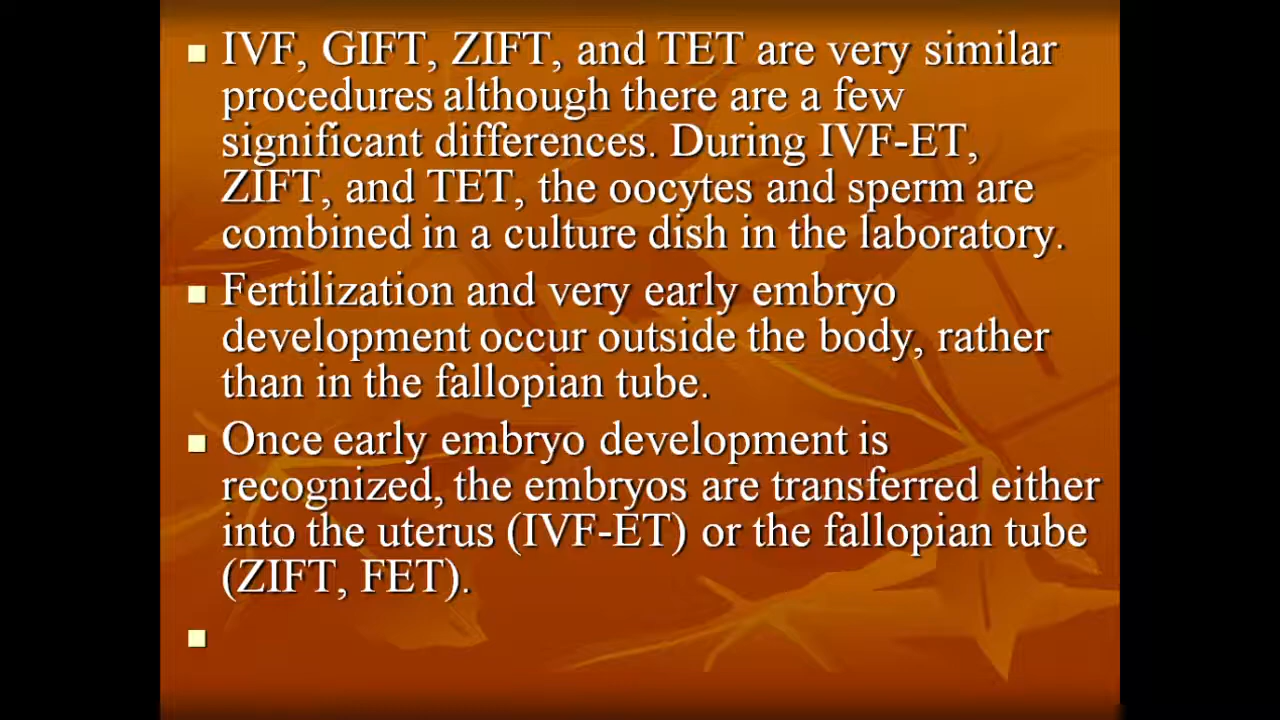 IVF, GIFT, ZIFT, and TET are very similar
procedures although there are a few
significant differences. During IVF-ET,
ZIFT, and TET, the oocytes and sperm are
combined in a culture dish in the laboratory.
Fertilization and very early embryo
development occur outside the body, rather
than in the fallopian tube.
Once early embryo development is
recognized, the embryos are transferred either
into the uterus (IVF-ET) or the fallopian tube
(ZIFT, FET).